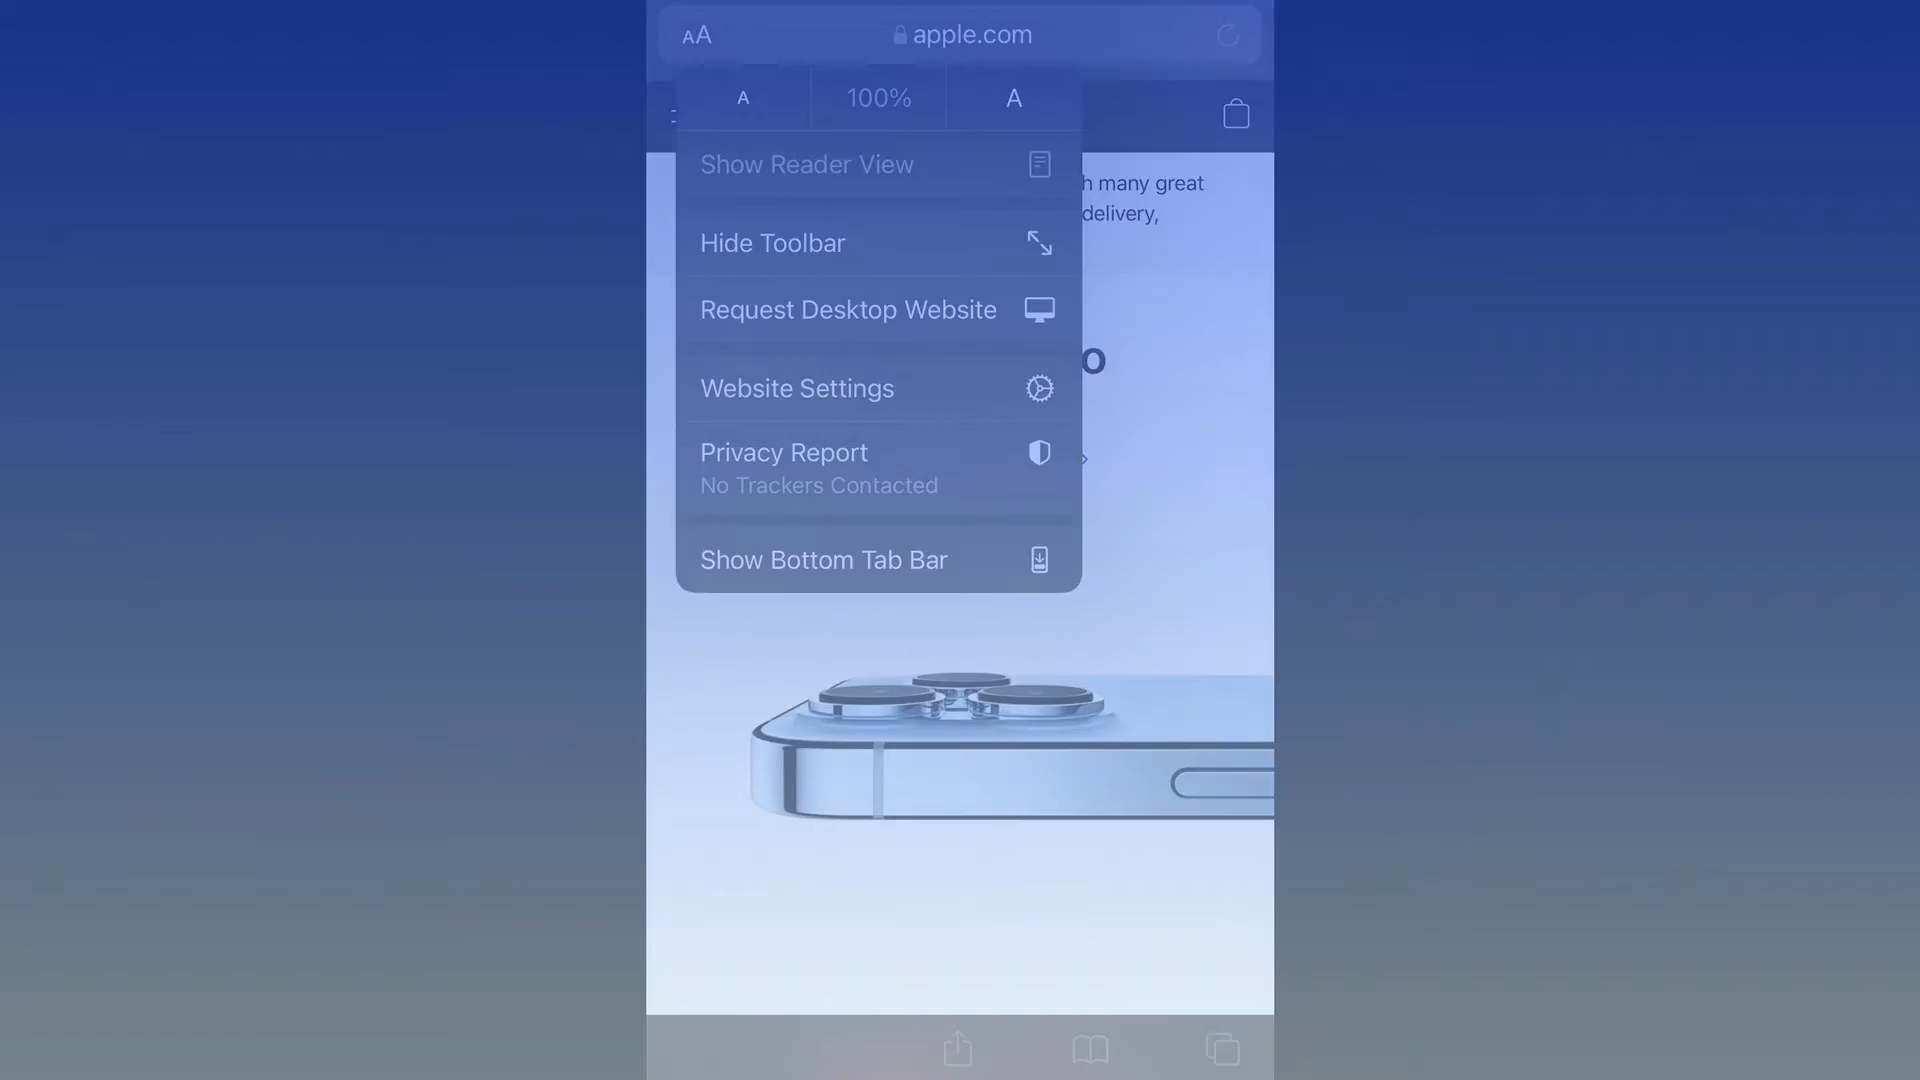 AA apple.com
A 100% A
Show Reader View
h many great
delivery,
Hide Toolbar
Request Desktop Website
o
Website Settings
Privacy Report
No Trackers Contacted
Show Bottom Tab Bar